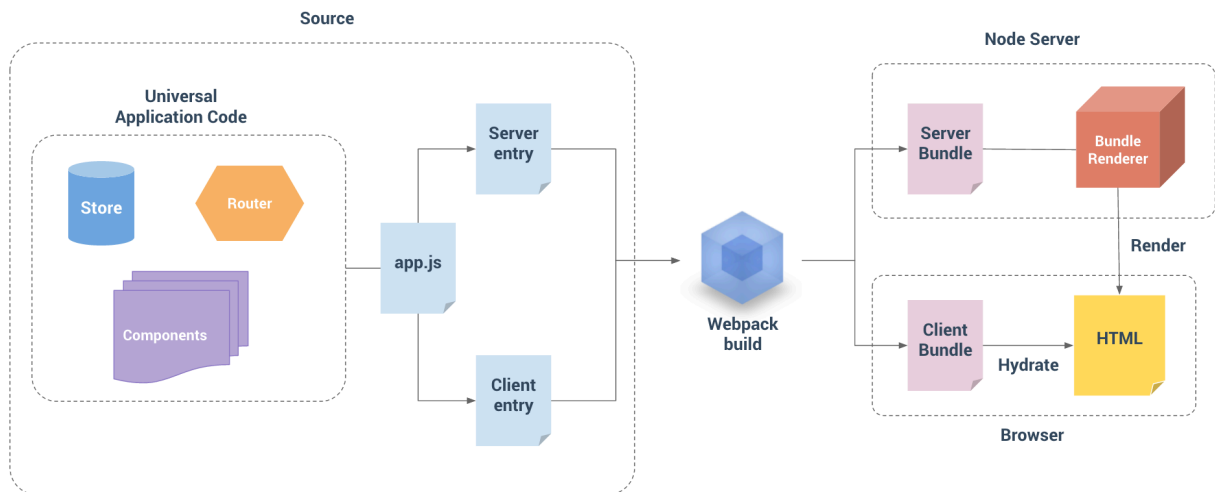 Source
Universal
Application Code
Store
Router
Components
app.js
Server
entry
Client
entry
Webpack
build
Node Server
Server
Bundle
Bundle
Renderer
Render
Client
Bundle
Hydrate
HTML
Browser